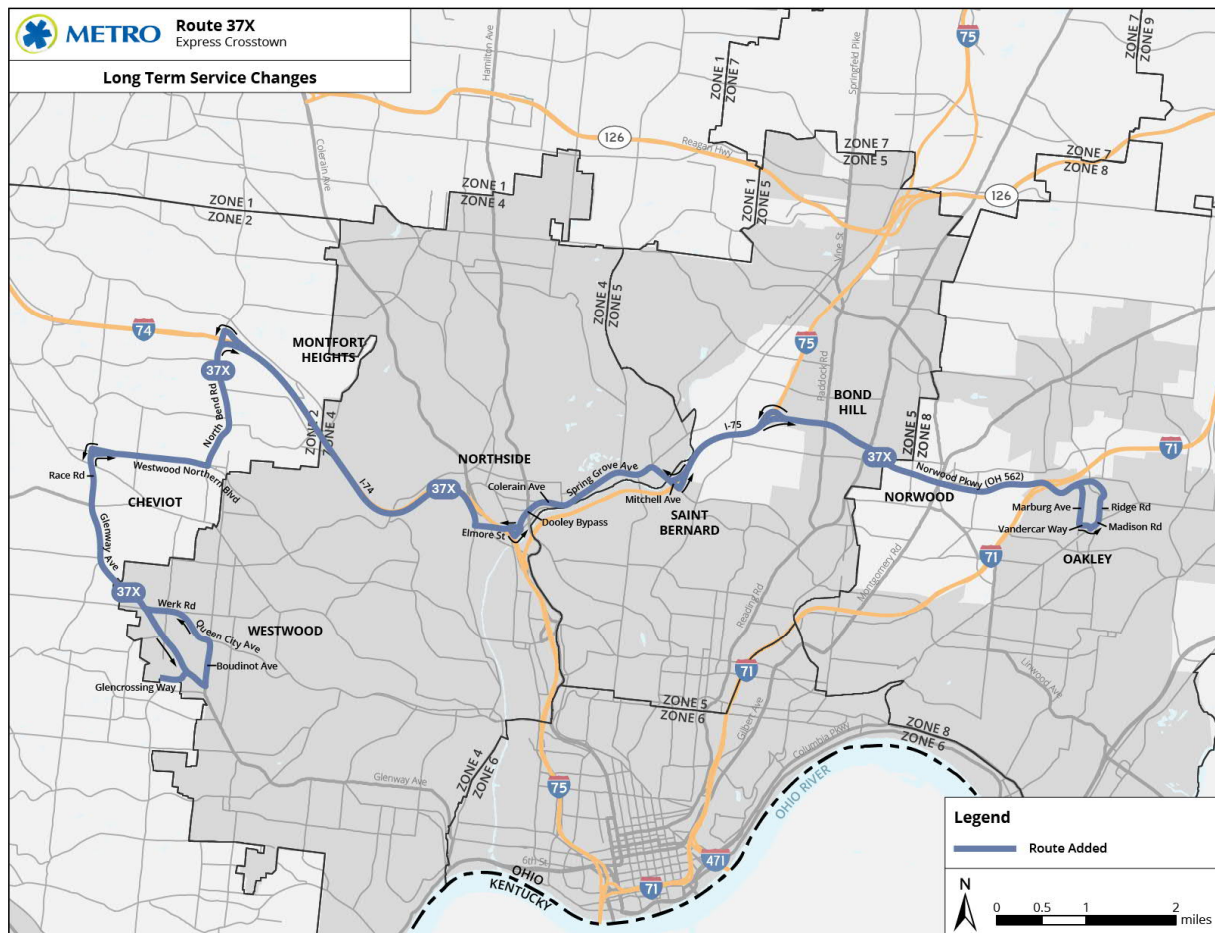 METRO
Route 37X
Express Crosstown
Long Term Service Changes
Hamilton Ave
75
Springfield Pike
ZONE 7
ZONE 9
ZONE 1
ZONE 7
Colerain Ave
126
Reagan Hwy
ZONE 7
ZONE 5
ZONE 7
ZONE 8
ZONE 1
ZONE 4
ZONE 1
ZONE 5
126
ZONE 1
ZONE 2
Vine St
ZONE 4
ZONE 5
74
MONTFORT
HEIGHTS
75
37X
Paddock Rd
BOND
HILL
North Bend Rd
ZONE 2
ZONE 4
I-75
ZONE 5
ZONE 8
71
NORTHSIDE
37X
Race Rd
Westwood Northern Blvd
Spring Grove Ave
Norwood Pkwy (OH 562)
CHEVIOT
I-74
37X
Colerain Ave
Mitchell Ave
NORWOOD
Marburg Ave
Ridge Rd
SAINT
BERNARD
Dooley Bypass
Elmore St
Vandercar Way
Madison Rd
Glenway Ave
71
OAKLEY
Montgomery Rd
37X
Werk Rd
Reading Rd
WESTWOOD
Queen City Ave
Boudinot Ave
71
Linwood Ave
Glencrossing Way
ZONE 5
ZONE 6
Gilbert Ave
Columbia Pkwy
ZONE 8
ZONE 6
ZONE 4
ZONE 6
Glenway Ave
75
OHIO RIVER
Legend
Route Added
6th St
471
OHIO
KENTUCKY
71
N
0 0.5 1 2
miles